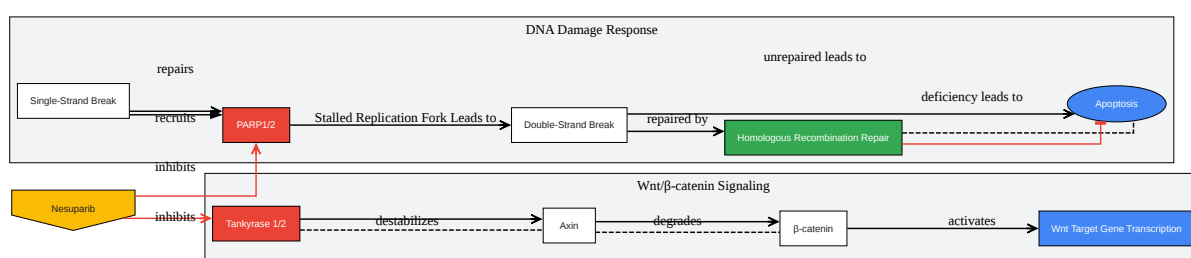 DNA Damage Response
unrepaired leads to
repairs
Single-Strand Break
recruits
PARP1/2
Stalled Replication Fork Leads to
Double-Strand Break
repaired by
Homologous Recombination Repair
deficiency leads to
Apoptosis
inhibits
Nesuparib
inhibits
Wnt/β-catenin Signaling
Tankyrase 1/2
destabilizes
Axin
degrades
β-catenin
activates
Wnt Target Gene Transcription